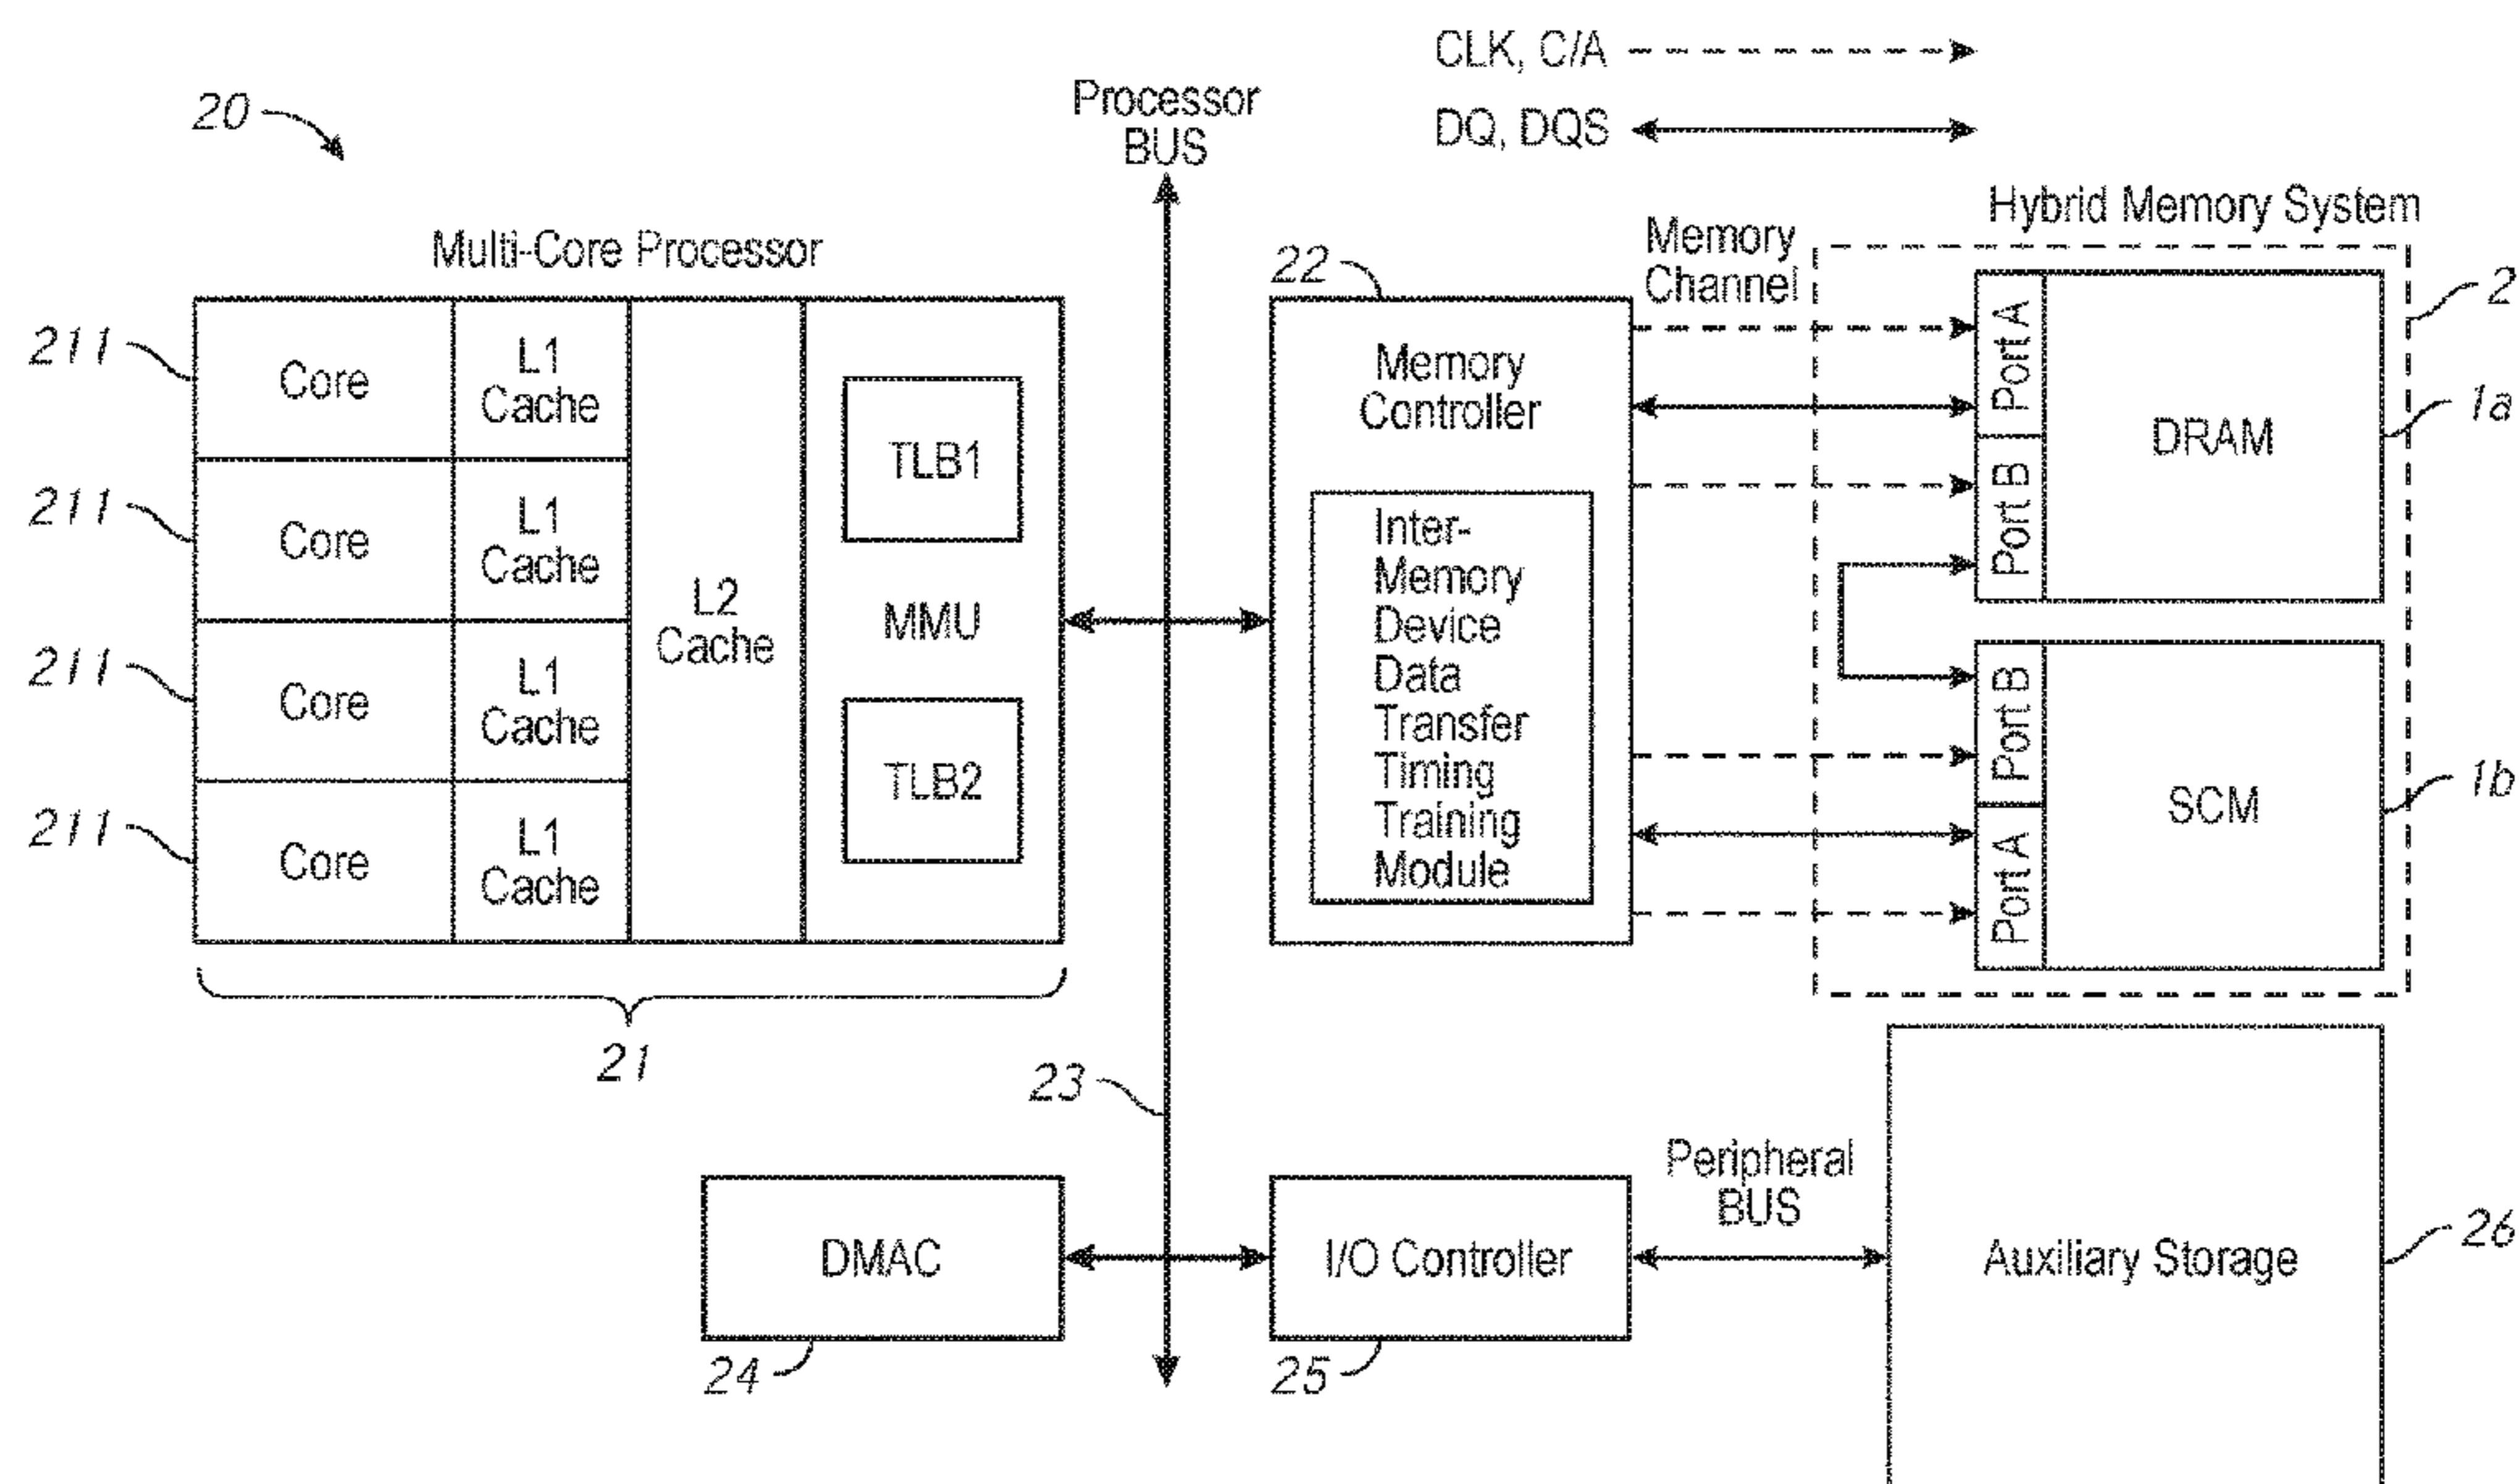 CLK, C/A
DQ, DQS
20
Processor
BUS
Hybrid Memory System
Multi-Core Processor
22
Memory
Channel
2
211
Core
L1
Cache
211
Core
L1
Cache
211
Core
L1
Cache
211
Core
L1
Cache
L2
Cache
TLB1
MMU
TLB2
21
Memory
Controller
Inter-
Memory
Device
Data
Transfer
Timing
Training
Module
Port A
Port B
DRAM
1a
Port B
Port A
SCM
1b
23
DMAC
24
I/O Controller
25
Peripheral
BUS
Auxiliary Storage
26